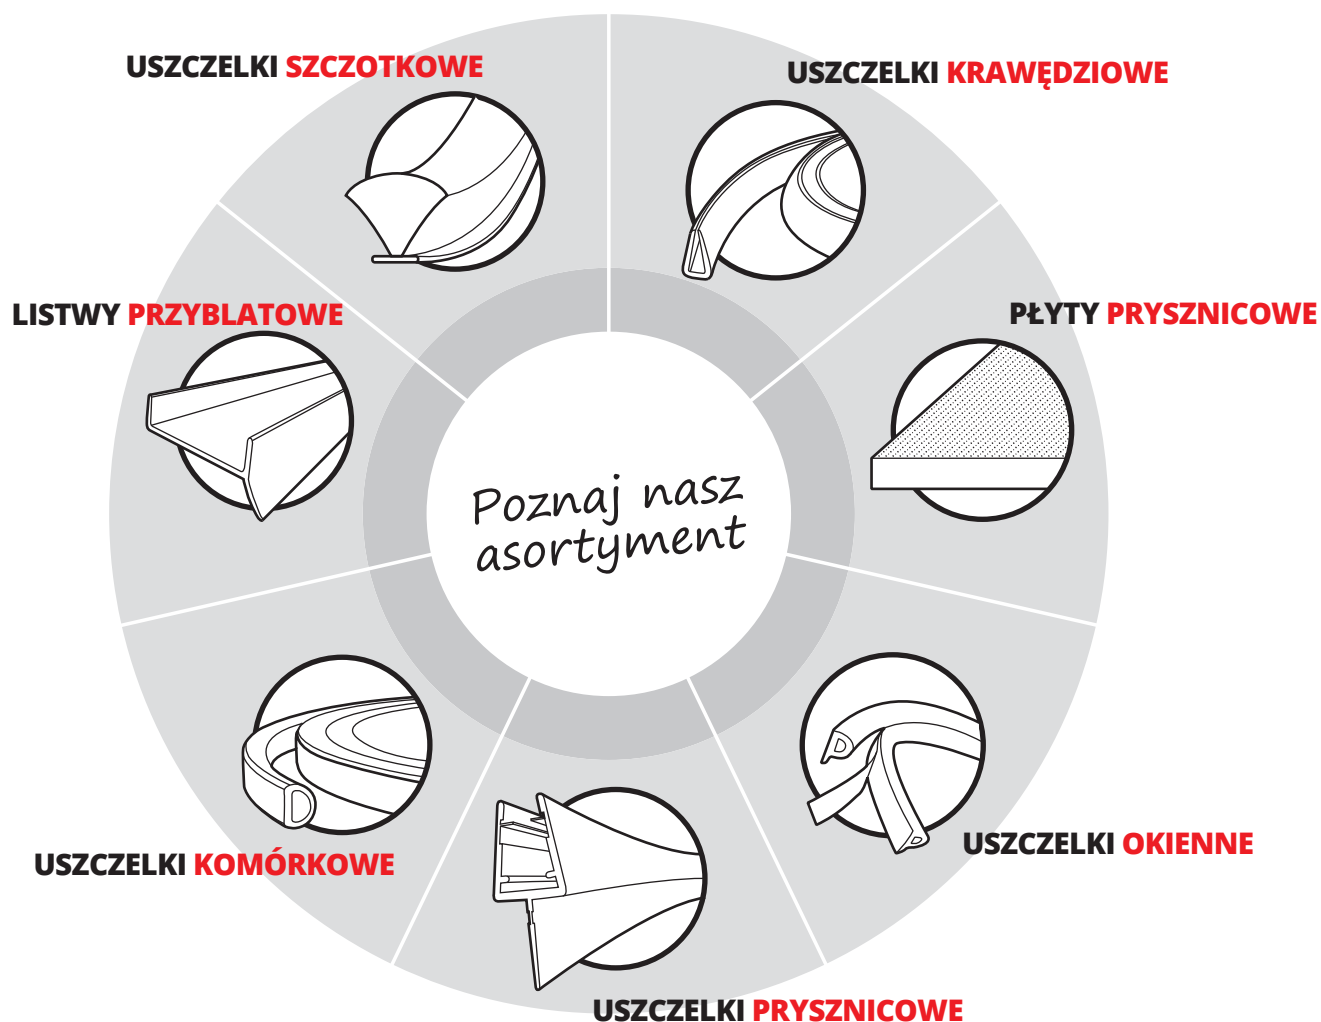 USZCZELKI SZCZOTKOWE
USZCZELKI KRAWĘDZIOWE
LISTWY PRZYBLATOWE
PŁYTY PRYSZNICOWE
Poznaj nasz
asortyment
USZCZELKI OKIENNE
USZCZELKI KOMÓRKOWE
USZCZELKI PRYSZNICOWE